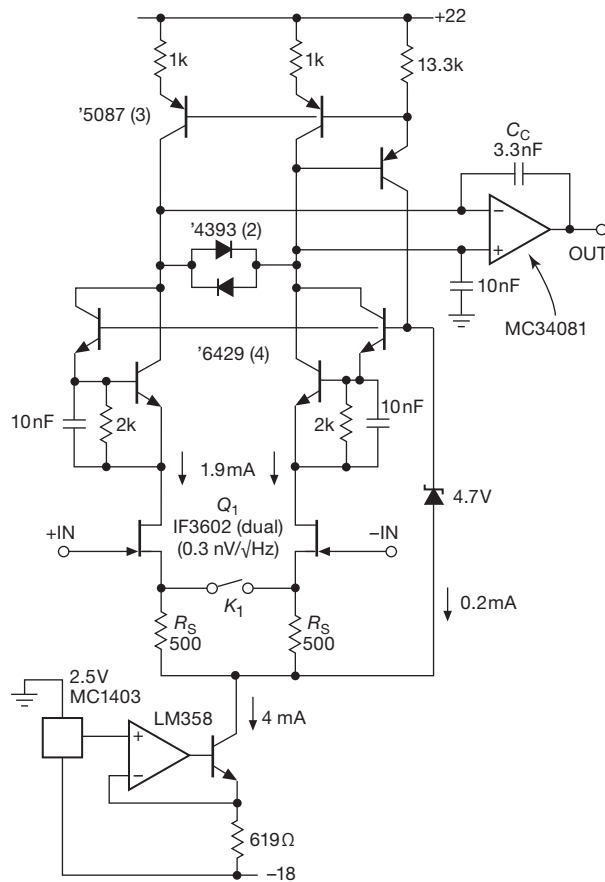 +22
1k
1k
13.3k
'5087 (3)
C_C
3.3nF
'4393 (2)
−
+
OUT
10nF
MC34081
'6429 (4)
10nF
2k
2k
10nF
1.9mA
4.7V
Q₁
IF3602 (dual)
(0.3 nV/√Hz)
+IN
−IN
K₁
0.2mA
R_S
500
R_S
500
2.5V
MC1403
LM358
4 mA
+
−
619Ω
−18